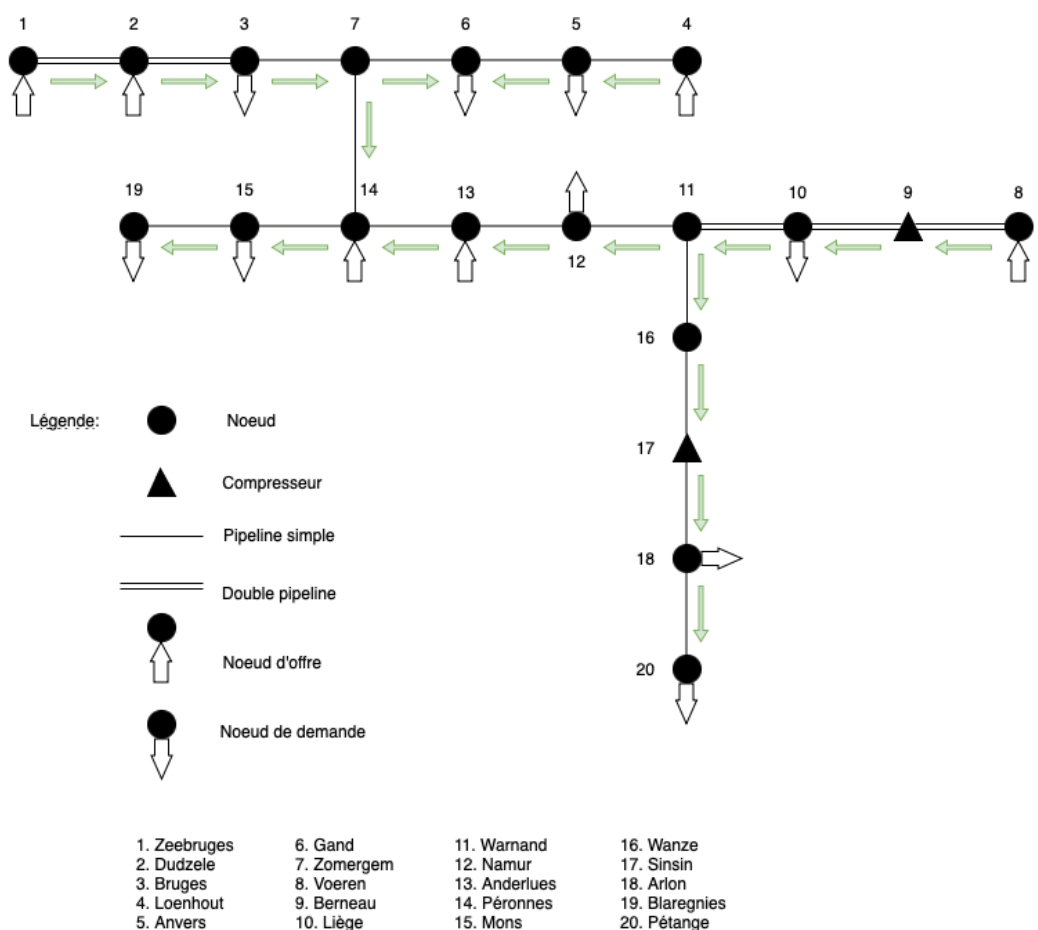 1 2 3 7 6 5 4
19 15 14 13 11 10 9 8
12
16
17
18
20
Légende:
Noeud
Compresseur
Pipeline simple
Double pipeline
Noeud d'offre
Noeud de demande
1. Zeebruges 6. Gand 11. Warnand 16. Wanze
2. Dudzele 7. Zomergem 12. Namur 17. Sinsin
3. Bruges 8. Voeren 13. Anderlues 18. Arlon
4. Loenhout 9. Berneau 14. Péronnes 19. Blaregnies
5. Anvers 10. Liège 15. Mons 20. Pétange